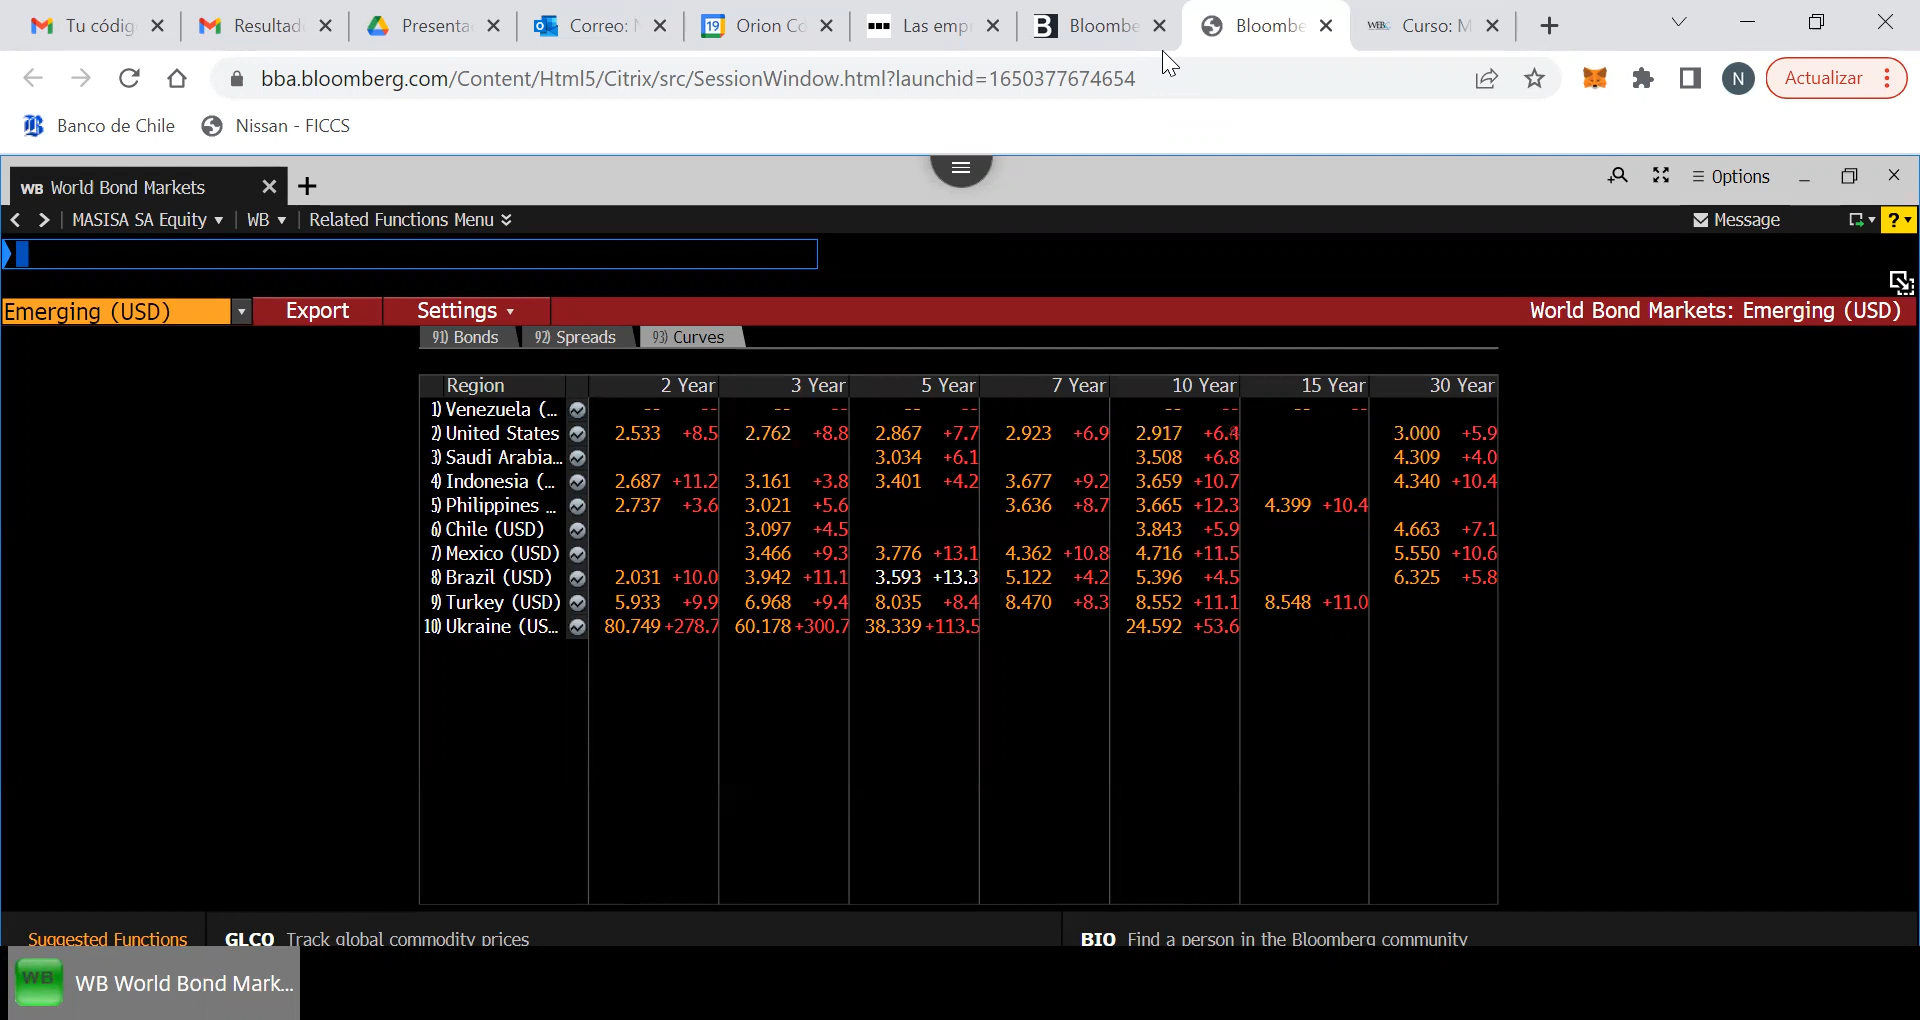 Tu códig
Resultad
Presenta
Correo: N
19 Orion Co
Las emp
B Bloombe
Bloombe
WEBC Curso: M
bba.bloomberg.com/Content/Html5/Citrix/src/SessionWindow.html?launchid=1650377674654
N
Actualizar
Banco de Chile
Nissan - FICCS
WB World Bond Markets
Options
MASISA SA Equity
WB
Related Functions Menu
Message
?
Emerging (USD)
Export
Settings
World Bond Markets: Emerging (USD)
91) Bonds 92) Spreads 93) Curves
Region 2 Year 3 Year 5 Year 7 Year 10 Year 15 Year 30 Year
1) Venezuela (... -- -- -- -- -- -- -- -- -- --
2) United States 2.533 +8.5 2.762 +8.8 2.867 +7.7 2.923 +6.9 2.917 +6.4 3.000 +5.9
3) Saudi Arabia... 3.034 +6.1 3.508 +6.8 4.309 +4.0
4) Indonesia (... 2.687 +11.2 3.161 +3.8 3.401 +4.2 3.677 +9.2 3.659 +10.7 4.340 +10.4
5) Philippines ... 2.737 +3.6 3.021 +5.6 3.636 +8.7 3.665 +12.3 4.399 +10.4
6) Chile (USD) 3.097 +4.5 3.843 +5.9 4.663 +7.1
7) Mexico (USD) 3.466 +9.3 3.776 +13.1 4.362 +10.8 4.716 +11.5 5.550 +10.6
8) Brazil (USD) 2.031 +10.0 3.942 +11.1 3.593 +13.3 5.122 +4.2 5.396 +4.5 6.325 +5.8
9) Turkey (USD) 5.933 +9.9 6.968 +9.4 8.035 +8.4 8.470 +8.3 8.552 +11.1 8.548 +11.0
10) Ukraine (US... 80.749 +278.7 60.178 +300.7 38.339 +113.5 24.592 +53.6
Suggested Functions
GLCO Track global commodity prices
BIO Find a person in the Bloomberg community
WB
WB World Bond Mark...